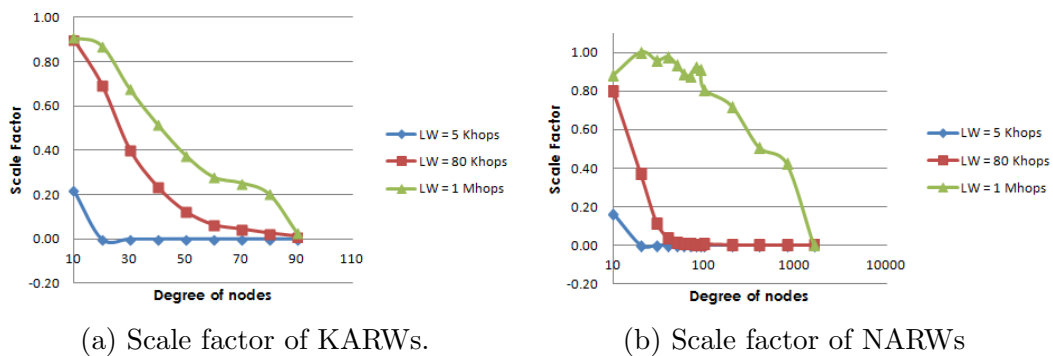 1.00
0.80
0.60
0.40
0.20
0.00
-0.20
Scale Factor
10 30 50 70 90 110
Degree of nodes
LW = 5 Khops
LW = 80 Khops
LW = 1 Mhops
(a) Scale factor of KARWs.
1.00
0.80
0.60
0.40
0.20
0.00
-0.20
Scale Factor
10 100 1000 10000
Degree of nodes
LW = 5 Khops
LW = 80 Khops
LW = 1 Mhops
(b) Scale factor of NARWs